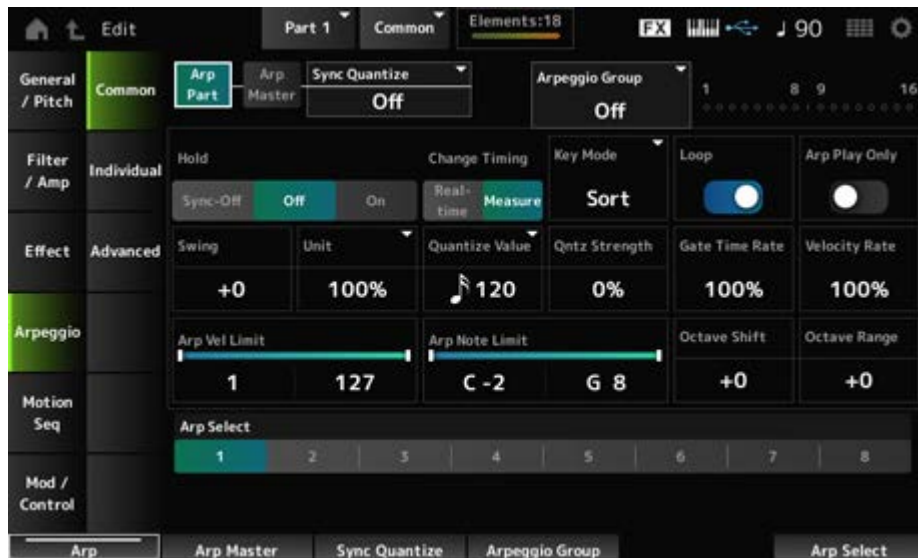 Edit Part 1 Common Elements:18 FX 90
General / Pitch
Filter / Amp
Effect
Arpeggio
Motion Seq
Mod / Control
Common
Individual
Advanced
Arp Part
Arp Master
Sync Quantize
Off
Arpeggio Group
Off
1 8 9 16
Hold
Sync-Off Off On
Change Timing
Real-time Measure
Key Mode
Sort
Loop
Arp Play Only
Swing
+0
Unit
100%
Quantize Value
120
Qntz Strength
0%
Gate Time Rate
100%
Velocity Rate
100%
Arp Vel Limit
1 127
Arp Note Limit
C -2 G 8
Octave Shift
+0
Octave Range
+0
Arp Select
1 2 3 4 5 6 7 8
Arp Arp Master Sync Quantize Arpeggio Group Arp Select